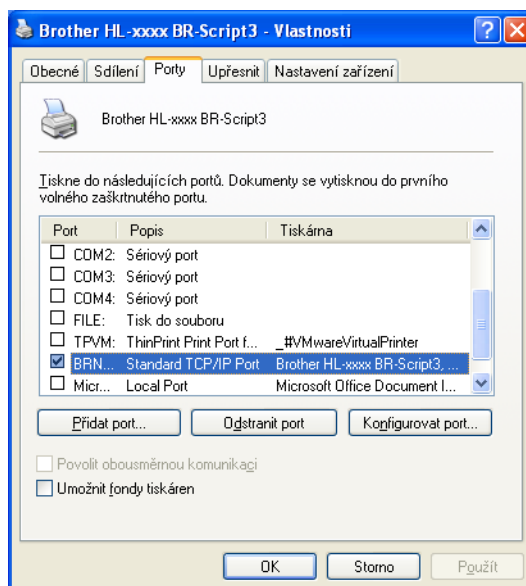 Brother HL-xxxx BR-Script3 - Vlastnosti
Obecné Sdílení Porty Upřesnit Nastavení zařízení
Brother HL-xxxx BR-Script3
Tiskne do následujících portů. Dokumenty se vytisknou do prvního
volného zaškrtnutého portu.
Port Popis Tiskárna
COM2: Sériový port
COM3: Sériový port
COM4: Sériový port
FILE: Tisk do souboru
TPVM: ThinPrint Print Port f... _#VMwareVirtualPrinter
BRN... Standard TCP/IP Port Brother HL-xxxx BR-Script3, ...
Micr... Local Port Microsoft Office Document I...
Přidat port... Odstranit port Konfigurovat port...
Povolit obousměrnou komunikaci
Umožnit fondy tiskáren
OK Storno Použít